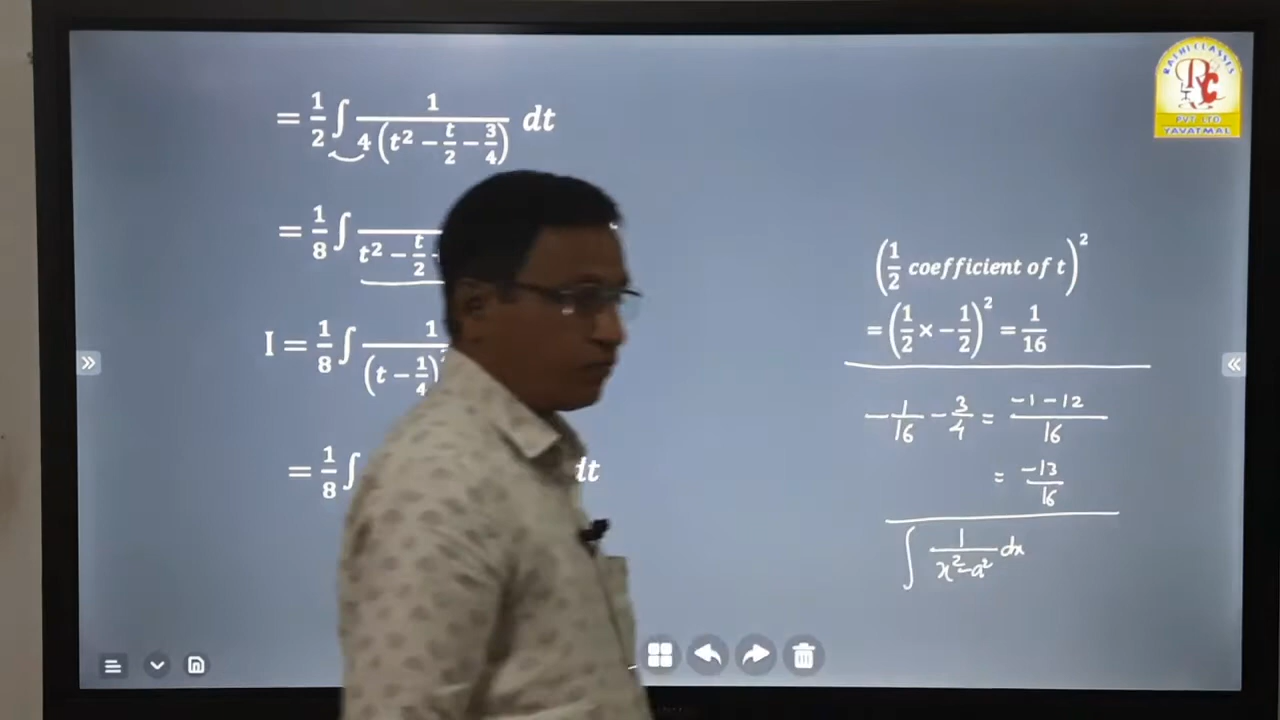 = 1/2 ∫ 1/(4(t² − t/2 − 3/4)) dt
= 1/8 ∫ t² − t/2
I = 1/8 ∫ 1 (t − 1/4)
= 1/8 ∫ dt
(1/2 coefficient of t)²
= (1/2 × −1/2)² = 1/16
−1/16 − 3/4 = (−1−12)/16
= −13/16
∫ 1/(x²−a²) dx
RATHI CLASSES
PVT LTD
YAVATMAL